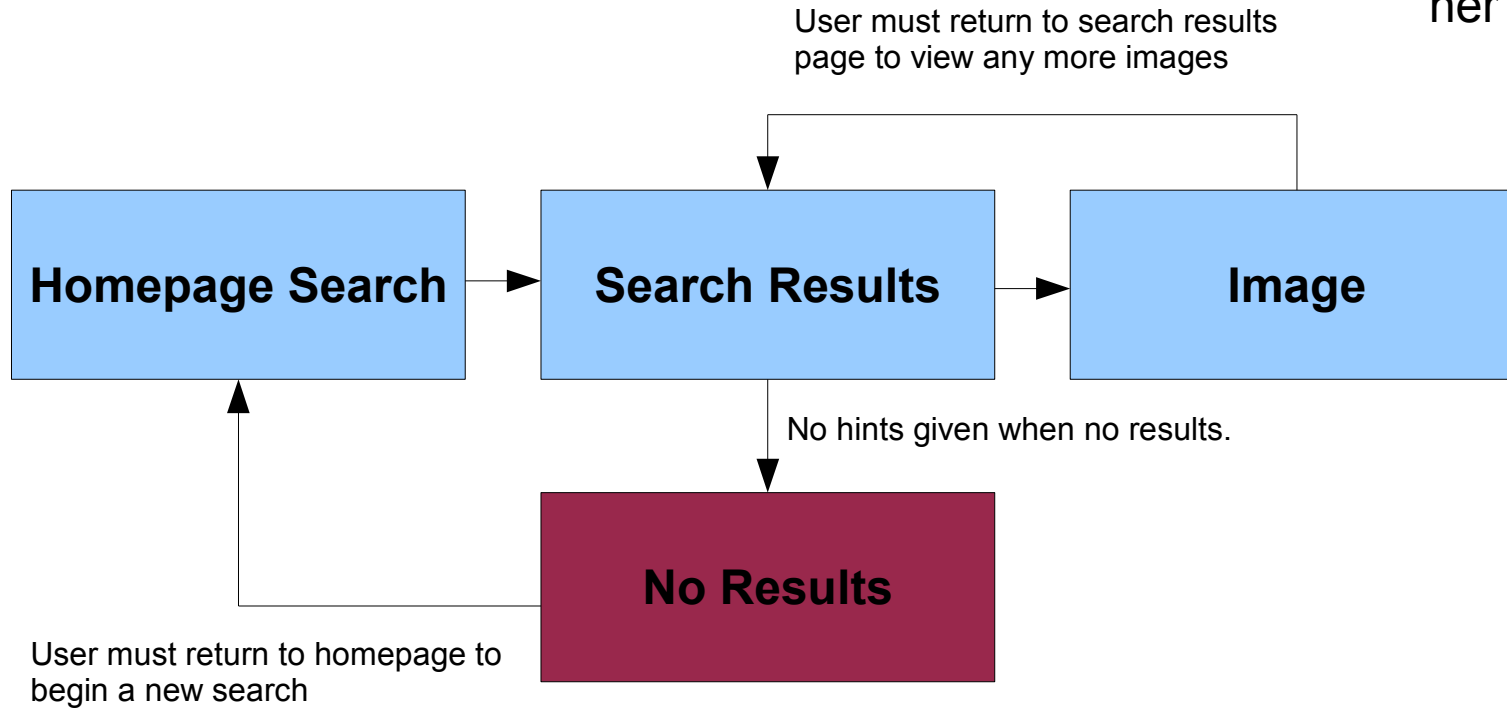 User must return to search results
page to view any more images
Homepage Search
Search Results
Image
No hints given when no results.
No Results
User must return to homepage to
begin a new search